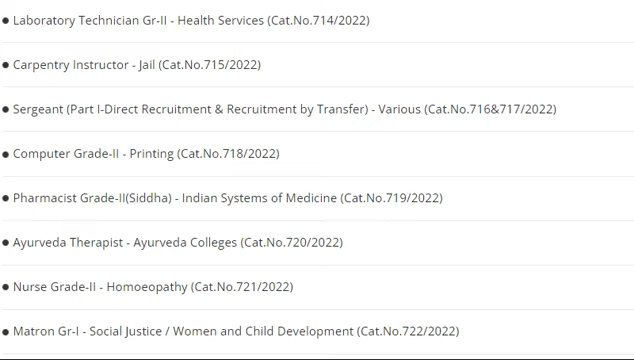 ● Laboratory Technician Gr-II - Health Services (Cat.No.714/2022)
● Carpentry Instructor - Jail (Cat.No.715/2022)
● Sergeant (Part I-Direct Recruitment & Recruitment by Transfer) - Various (Cat.No.716&717/2022)
● Computer Grade-II - Printing (Cat.No.718/2022)
● Pharmacist Grade-II(Siddha) - Indian Systems of Medicine (Cat.No.719/2022)
● Ayurveda Therapist - Ayurveda Colleges (Cat.No.720/2022)
● Nurse Grade-II - Homoeopathy (Cat.No.721/2022)
● Matron Gr-I - Social Justice / Women and Child Development (Cat.No.722/2022)